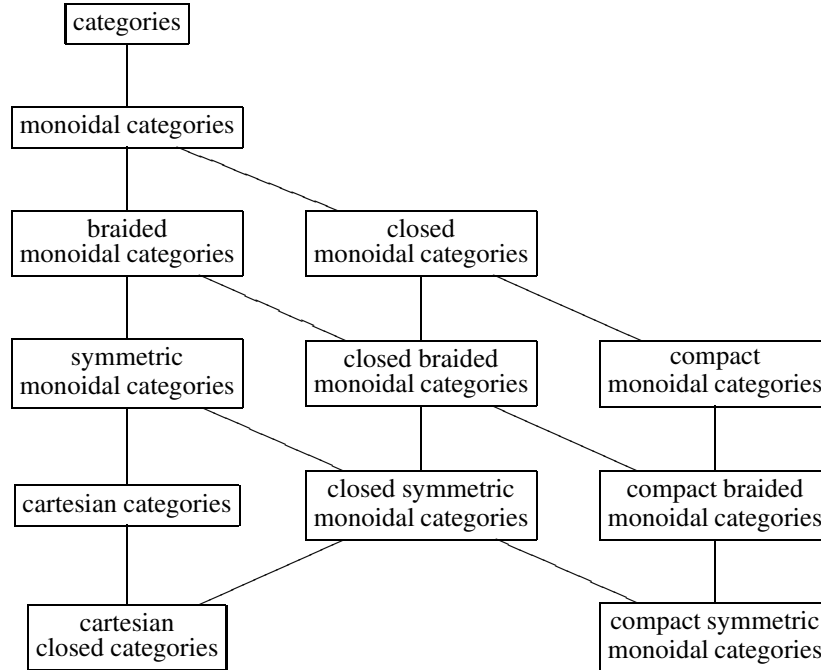 categories
monoidal categories
braided
monoidal categories
closed
monoidal categories
symmetric
monoidal categories
closed braided
monoidal categories
compact
monoidal categories
cartesian categories
closed symmetric
monoidal categories
compact braided
monoidal categories
cartesian
closed categories
compact symmetric
monoidal categories